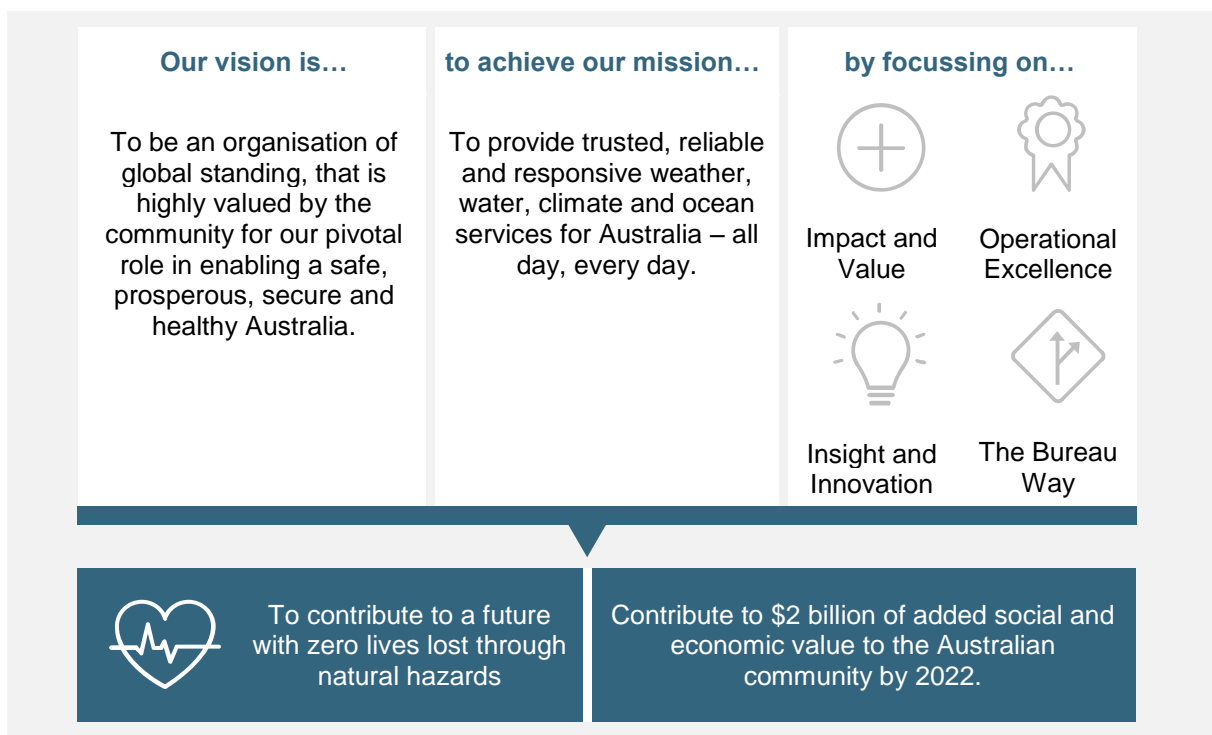 Our vision is…
To be an organisation of
global standing, that is
highly valued by the
community for our pivotal
role in enabling a safe,
prosperous, secure and
healthy Australia.
to achieve our mission…
To provide trusted, reliable
and responsive weather,
water, climate and ocean
services for Australia – all
day, every day.
by focussing on…
Impact and
Value
Operational
Excellence
Insight and
Innovation
The Bureau
Way
To contribute to a future
with zero lives lost through
natural hazards
Contribute to $2 billion of added social and
economic value to the Australian
community by 2022.